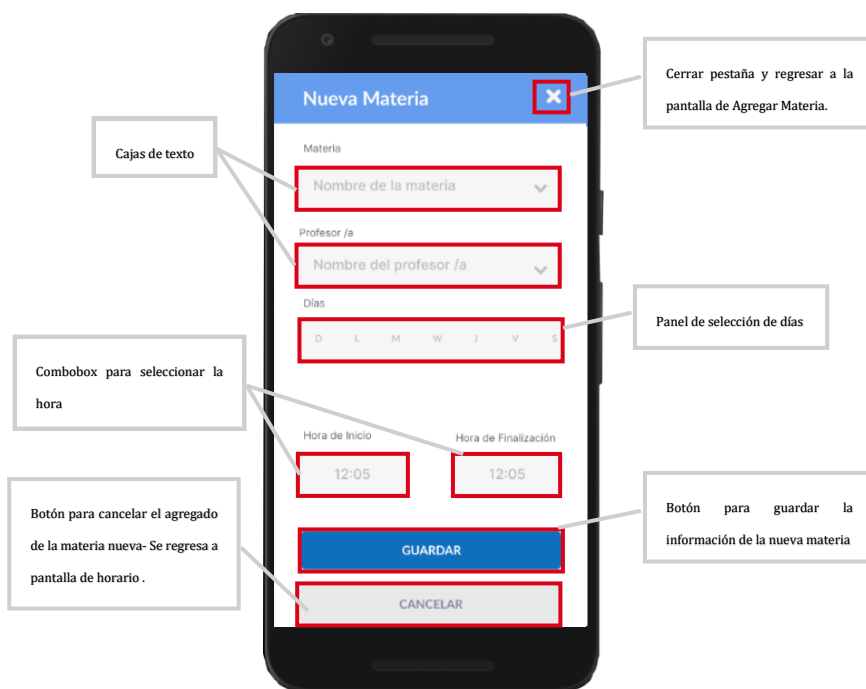 Cerrar pestaña y regresar a la
pantalla de Agregar Materia.
Nueva Materia
Cajas de texto
Materia
Nombre de la materia
Profesor /a
Nombre del profesor /a
Días
D L M W J V S
Panel de selección de días
Combobox para seleccionar la
hora
Hora de Inicio
Hora de Finalización
12:05
12:05
Botón para cancelar el agregado
de la materia nueva- Se regresa a
pantalla de horario .
Botón para guardar la
información de la nueva materia
GUARDAR
CANCELAR